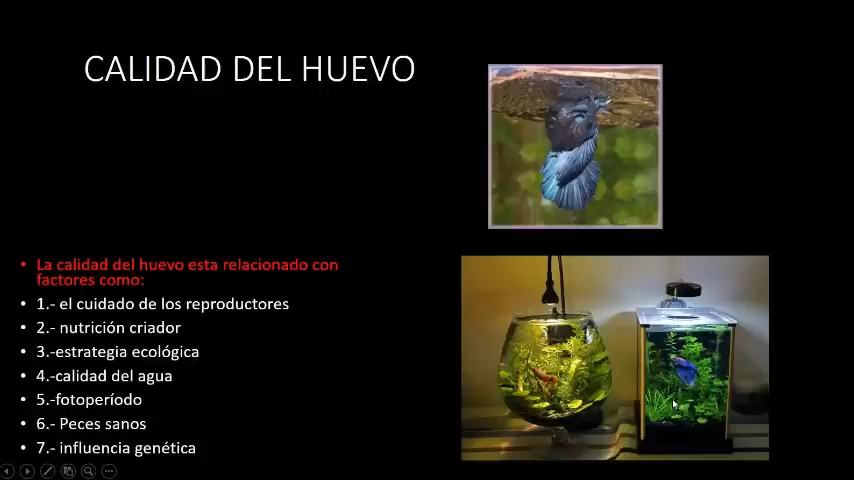 CALIDAD DEL HUEVO
• La calidad del huevo esta relacionado con
factores como:
• 1.- el cuidado de los reproductores
• 2.- nutrición criador
• 3.-estrategia ecológica
• 4.-calidad del agua
• 5.-fotoperíodo
• 6.- Peces sanos
• 7.- influencia genética